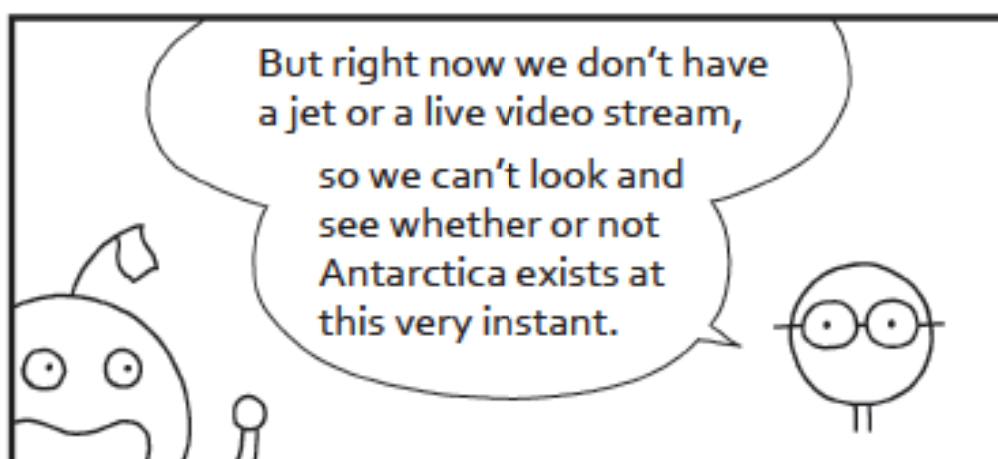 But right now we don't have
a jet or a live video stream,
so we can't look and
see whether or not
Antarctica exists at
this very instant.